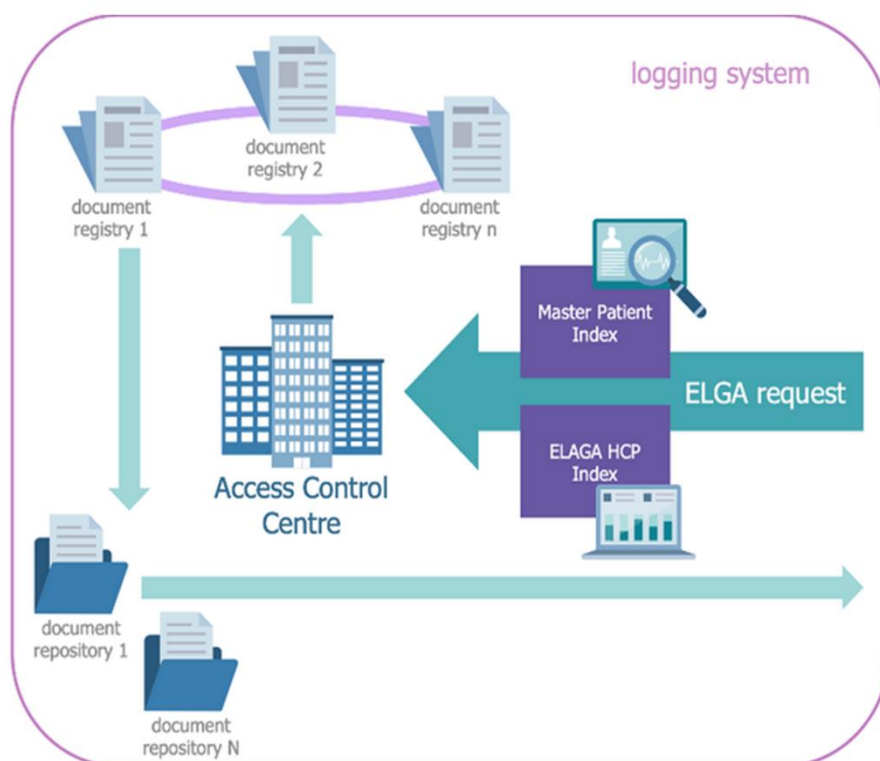 logging system
document
registry 1
document
registry 2
document
registry n
Master Patient
Index
ELGA request
ELAGA HCP
Index
Access Control
Centre
document
repository 1
document
repository N